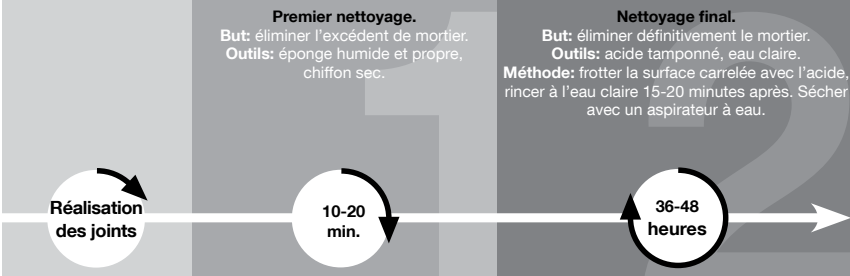 Premier nettoyage.
But: éliminer l'excédent de mortier.
Outils: éponge humide et propre,
chiffon sec.
1
Nettoyage final.
But: éliminer définitivement le mortier.
Outils: acide tamponné, eau claire.
Méthode: frotter la surface carrelée avec l'acide,
rincer à l'eau claire 15-20 minutes après. Sécher
avec un aspirateur à eau.
2
Réalisation
des joints
10-20
min.
36-48
heures